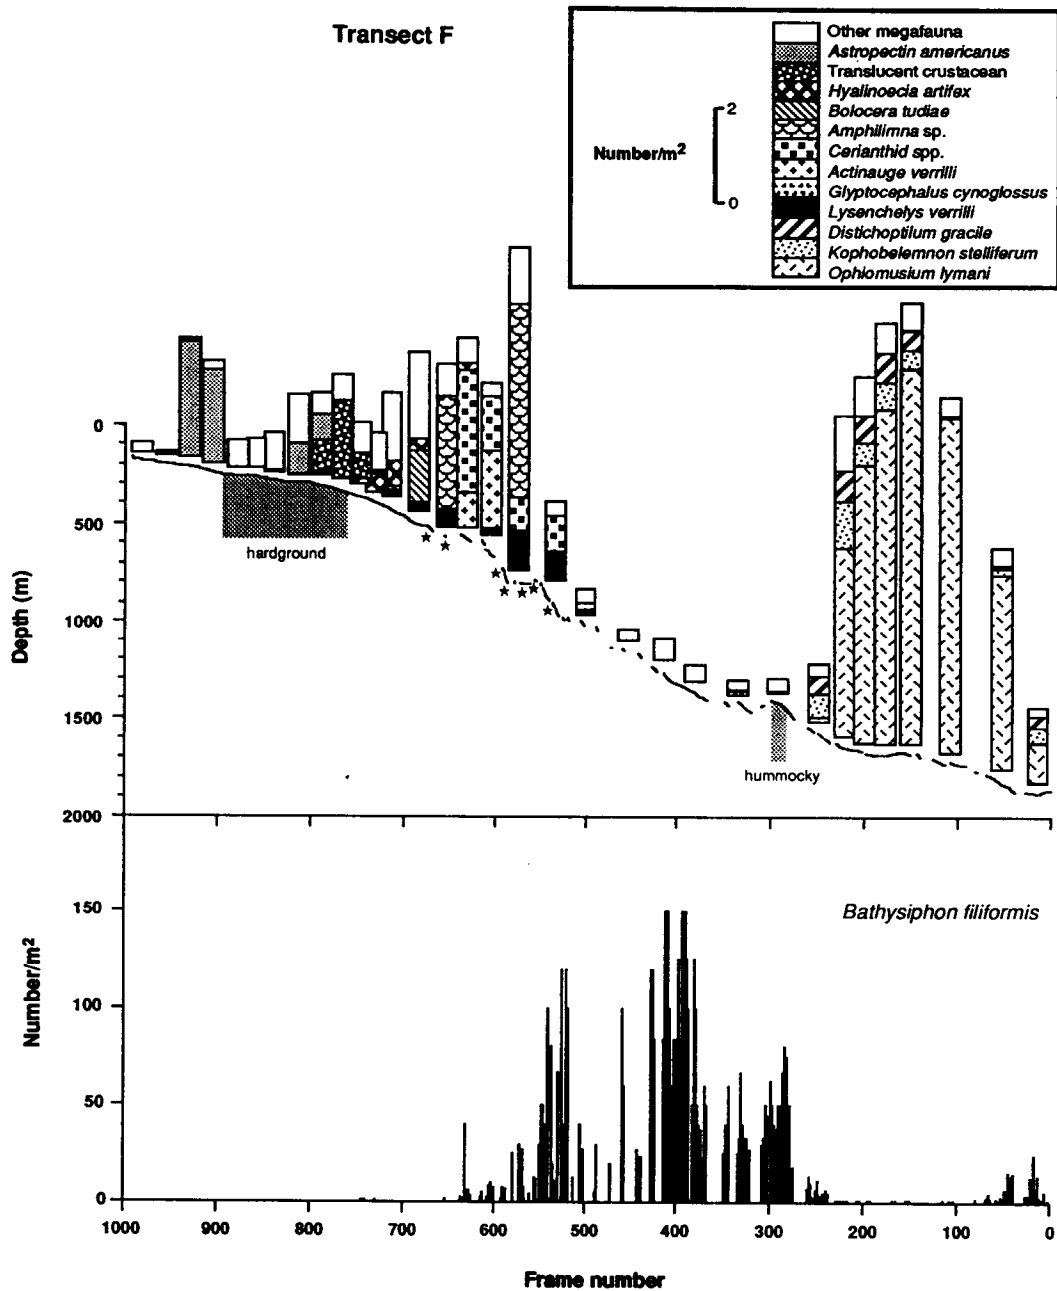 Transect F
Other megafauna
Astropectin americanus
Translucent crustacean
Hyalinoecia artifex
Bolocera tudiae
Amphilimna sp.
Cerianthid spp.
Actinauge verrilli
Glyptocephalus cynoglossus
Lysenchelys verrilli
Distichoptilum gracile
Kophobelemnon stelliferum
Ophiomusium lymani
Number/m2
2
0
Depth (m)
0
500
1000
1500
2000
hardground
hummocky
Bathysiphon filiformis
Number/m2
150
100
50
0
1000 900 800 700 600 500 400 300 200 100 0
Frame number